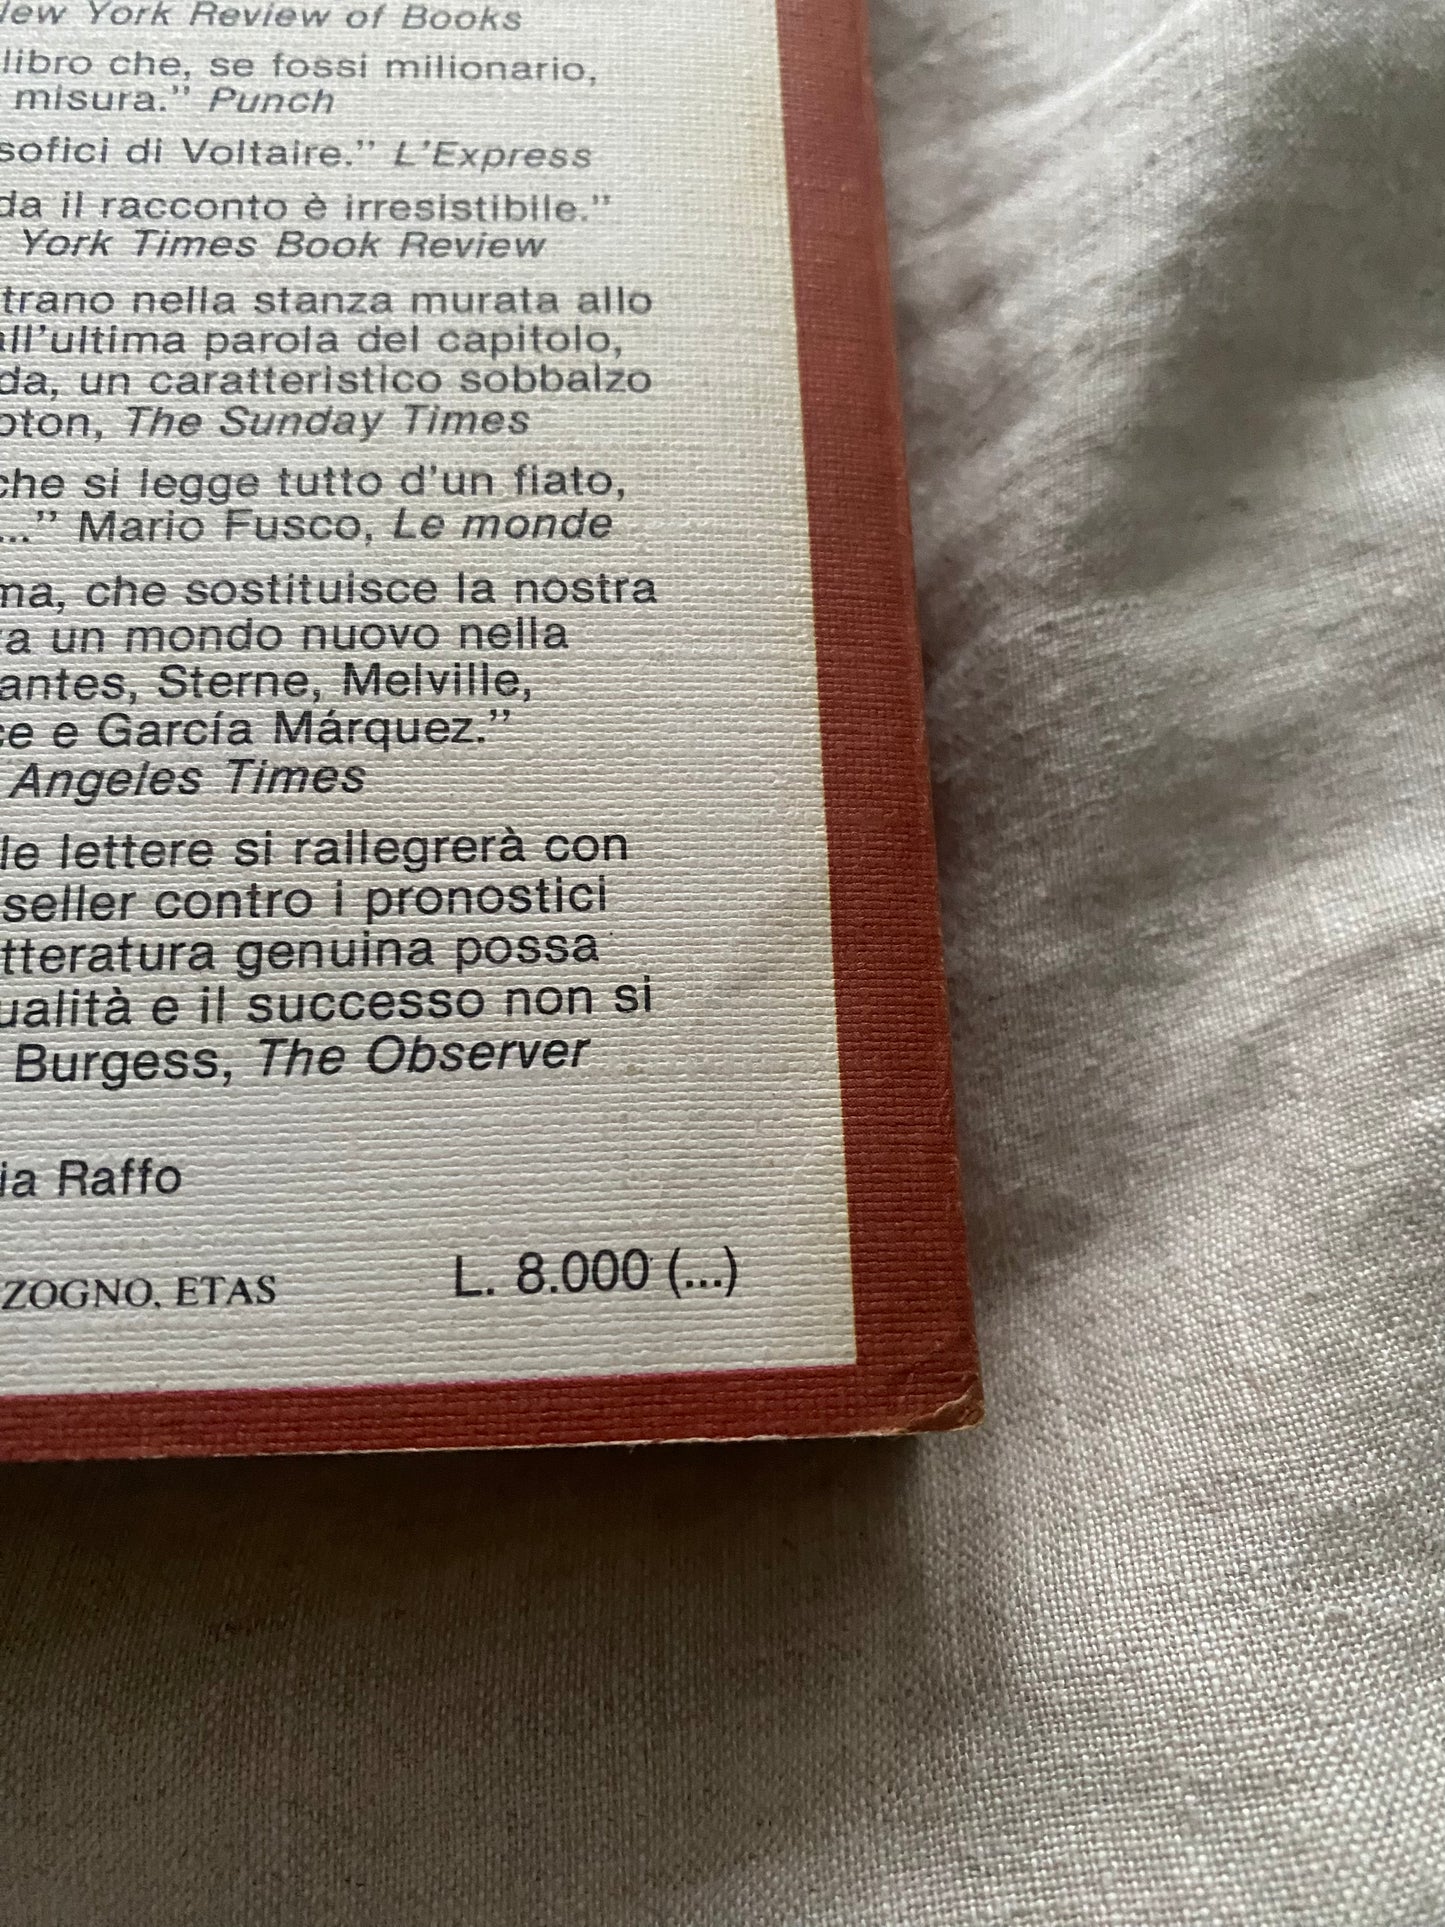 New York Review of Books
libro che, se fossi milionario,
misura." Punch
sofici di Voltaire." L'Express
da il racconto è irresistibile."
York Times Book Review
trano nella stanza murata allo
all'ultima parola del capitolo,
da, un caratteristico sobbalzo
oton, The Sunday Times
che si legge tutto d'un fiato,
..." Mario Fusco, Le monde
ma, che sostituisce la nostra
a un mondo nuovo nella
antes, Sterne, Melville,
ce e García Márquez."
Angeles Times
le lettere si rallegrerà con
seller contro i pronostici
tteratura genuina possa
ualità e il successo non si
Burgess, The Observer
ia Raffo
ZOGNO, ETAS
L. 8.000 (...)